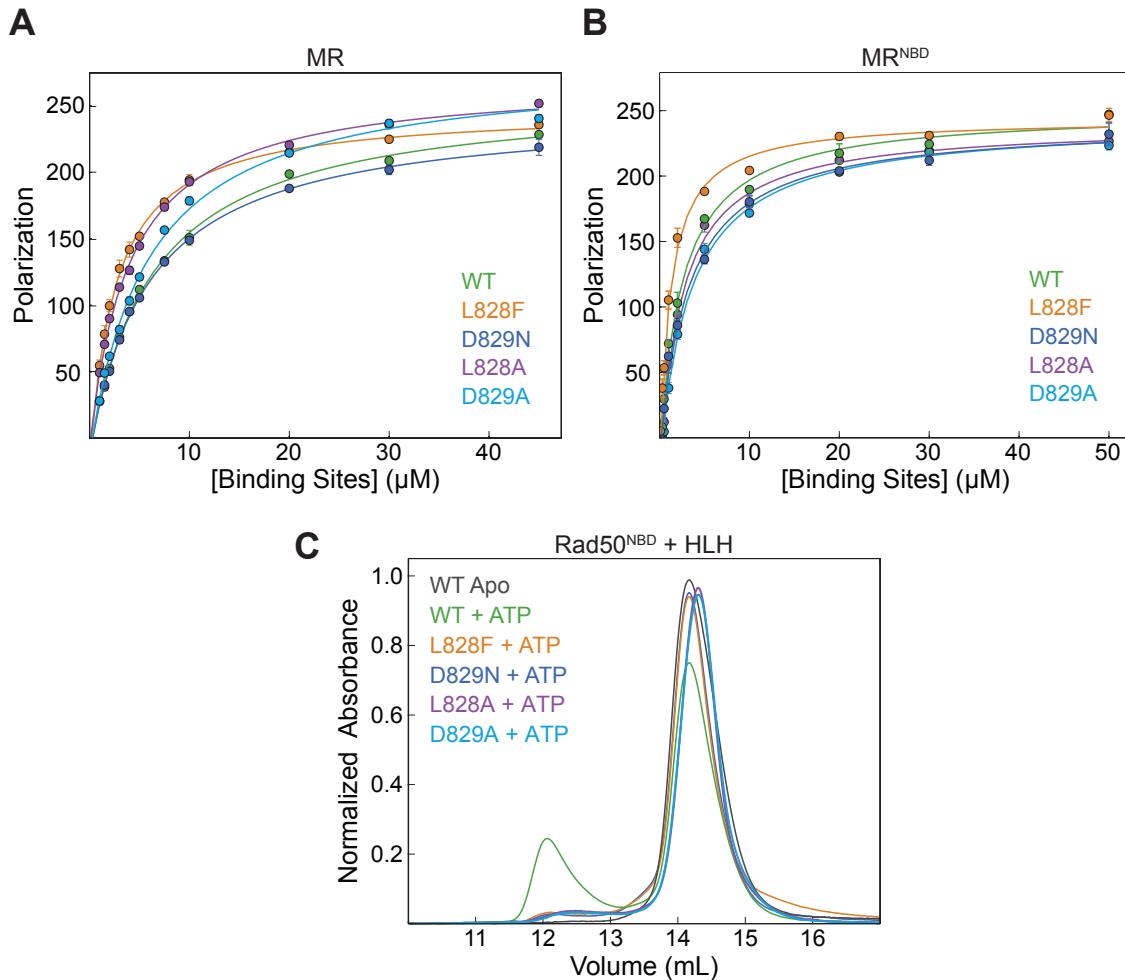 A
MR
Polarization
250
200
150
100
50
WT
L828F
D829N
L828A
D829A
10
20
30
40
[Binding Sites] (μM)
B
MR^NBD
Polarization
250
200
150
100
50
WT
L828F
D829N
L828A
D829A
10
20
30
40
50
[Binding Sites] (μM)
C
Rad50^NBD + HLH
Normalized Absorbance
1.0
0.8
0.6
0.4
0.2
WT Apo
WT + ATP
L828F + ATP
D829N + ATP
L828A + ATP
D829A + ATP
11
12
13
14
15
16
Volume (mL)